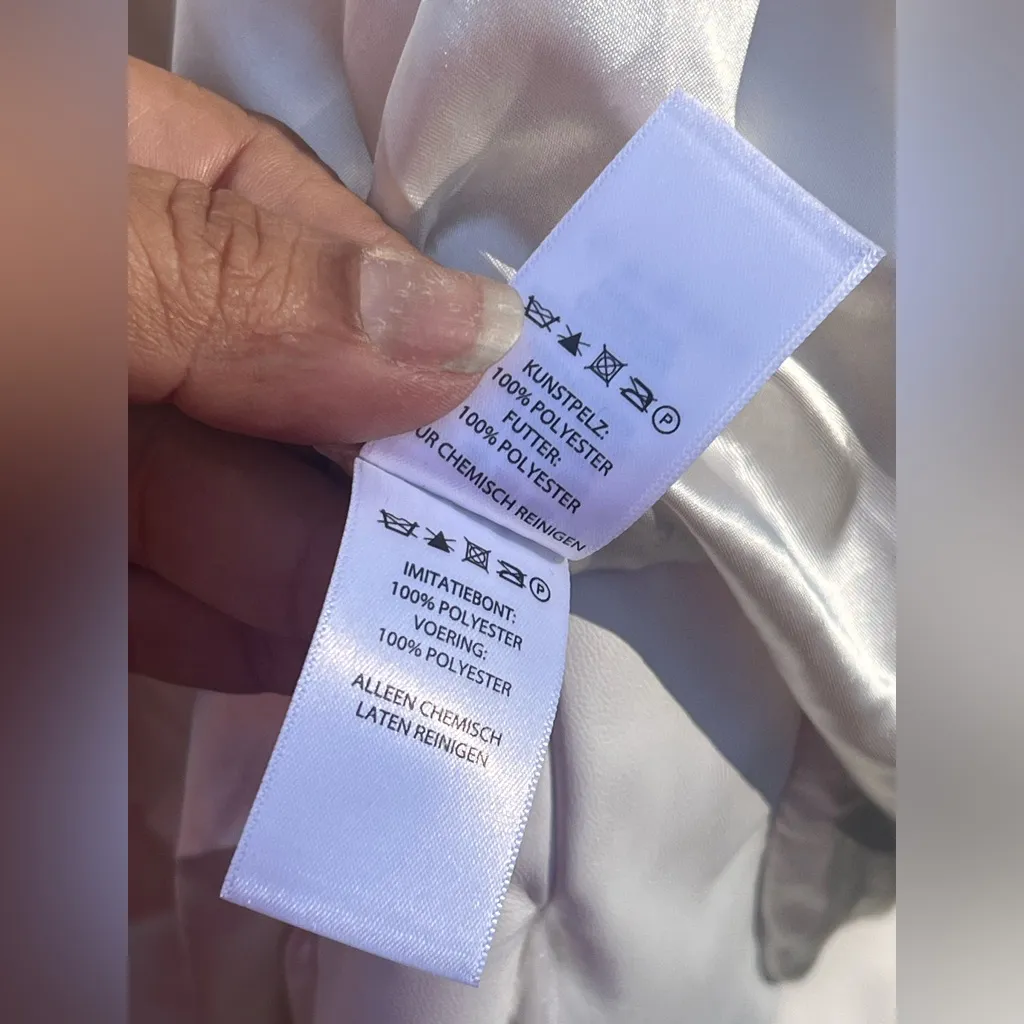 P
KUNSTPELZ:
100% POLYESTER
FUTTER:
100% POLYESTER
CHEMISCH REINIGEN
P
IMITATIEBONT:
100% POLYESTER
VOERING:
100% POLYESTER
ALLEEN CHEMISCH
LATEN REINIGEN